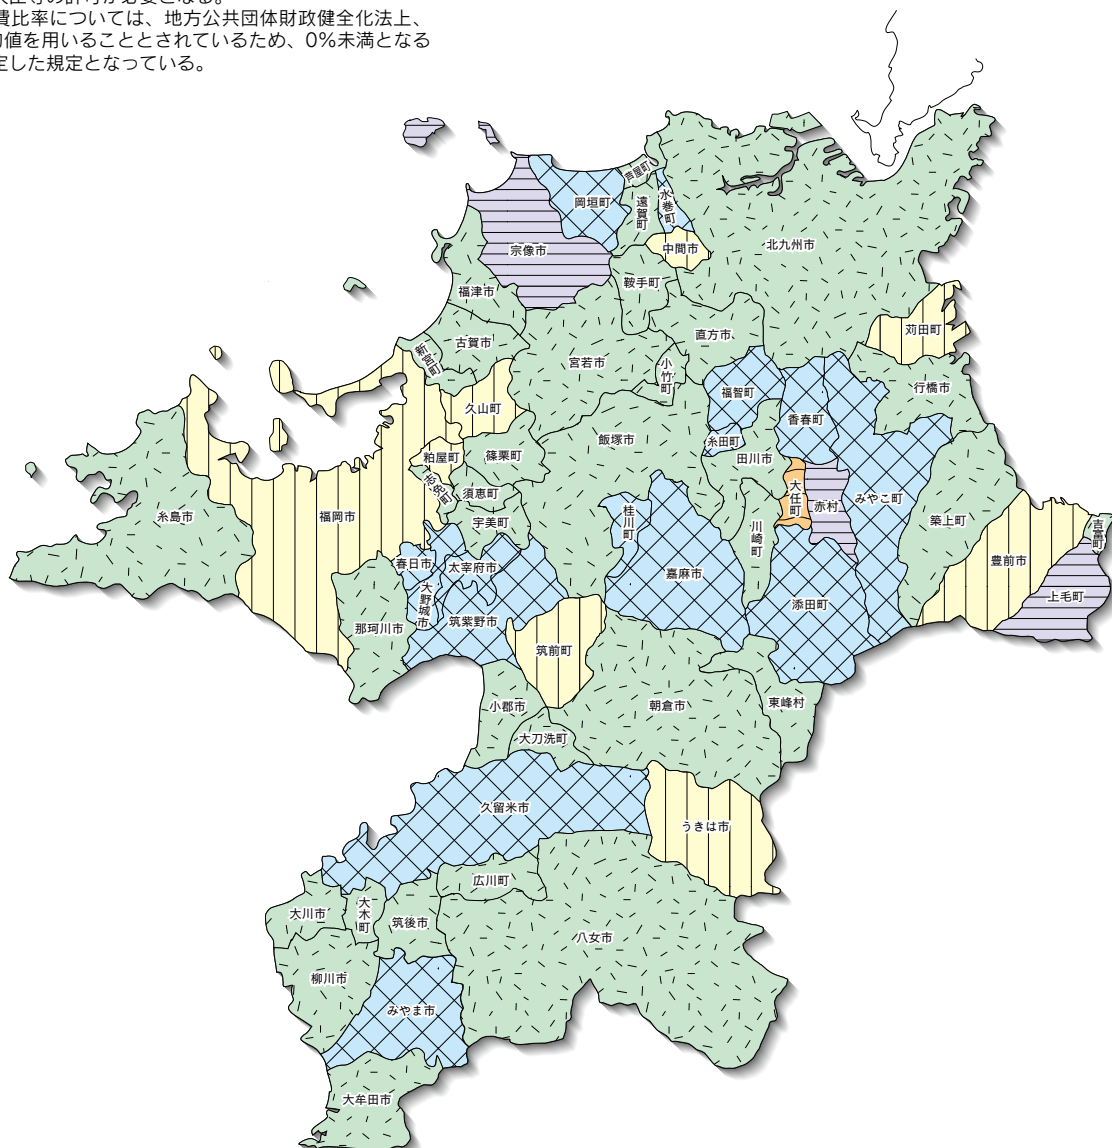 費比率については、地方公共団体財政健全化法上、
値を用いることとされているため、0%未満となる
定した規定となっている。
芦屋町
岡垣町
水巻町
遠賀町
北九州市
中間市
宗像市
鞍手町
福津市
苅田町
直方市
古賀市
新宮町
宮若市
小竹町
行橋市
福智町
久山町
香春町
飯塚市
糸田町
篠栗町
粕屋町
田川市
志免町
須恵町
大任町
みやこ町
赤村
桂川町
糸島市
福岡市
宇美町
築上町
吉富町
川崎町
豊前市
春日市
太宰府市
嘉麻市
上毛町
大野城市
添田町
筑紫野市
那珂川市
筑前町
東峰村
小郡市
朝倉市
大刀洗町
久留米市
うきは市
広川町
大川市
大木町
筑後市
八女市
柳川市
みやま市
大牟田市